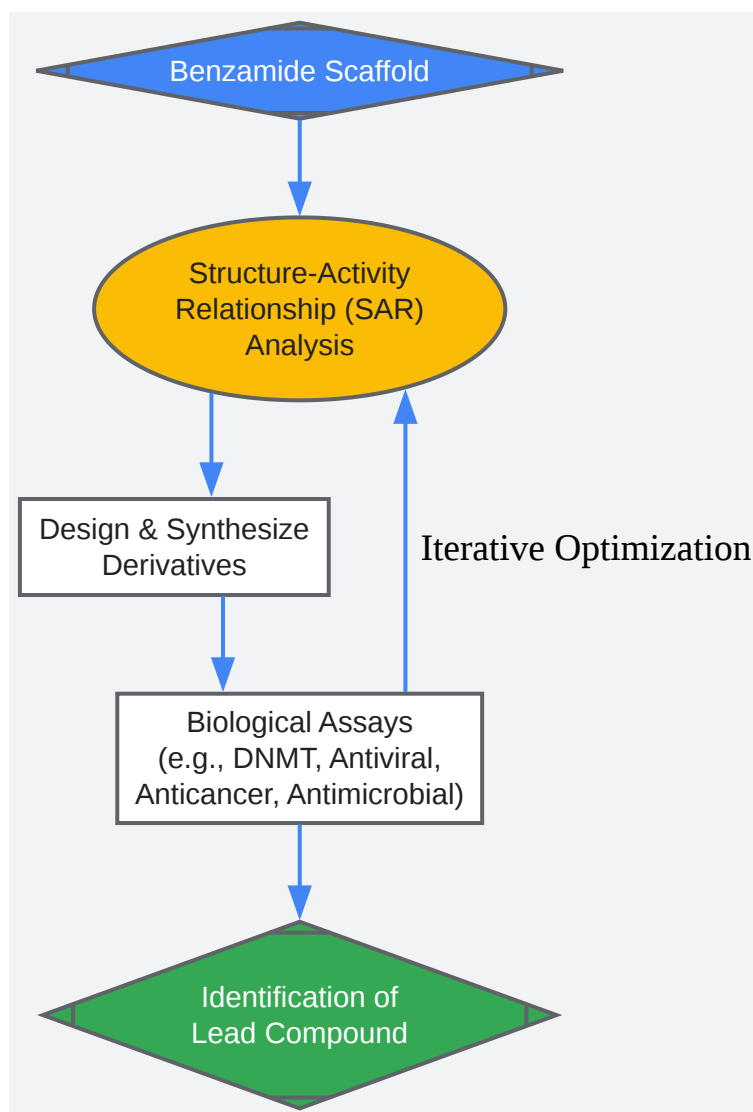 Benzamide Scaffold
Structure-Activity
Relationship (SAR)
Analysis
Design & Synthesize
Derivatives
Iterative Optimization
Biological Assays
(e.g., DNMT, Antiviral,
Anticancer, Antimicrobial)
Identification of
Lead Compound